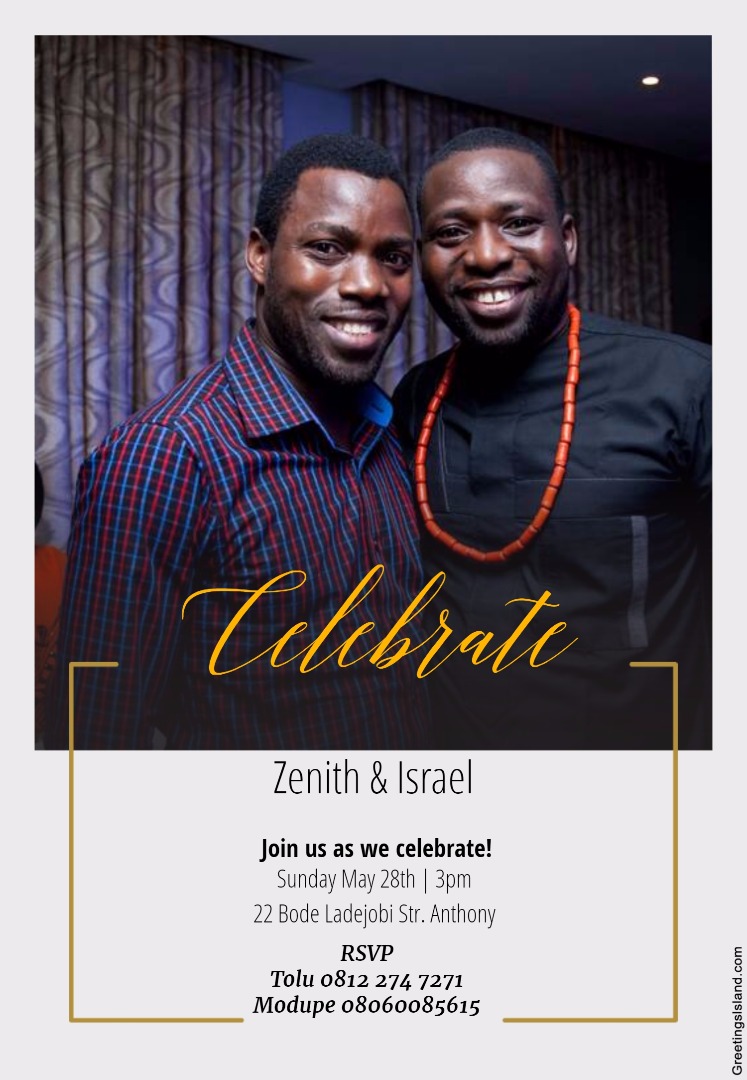 Celebrate
Zenith & Israel
Join us as we celebrate!
Sunday May 28th | 3pm
22 Bode Ladejobi Str. Anthony
RSVP
Tolu 0812 274 7271
Modupe 08060085615
GreetingsIsland.com